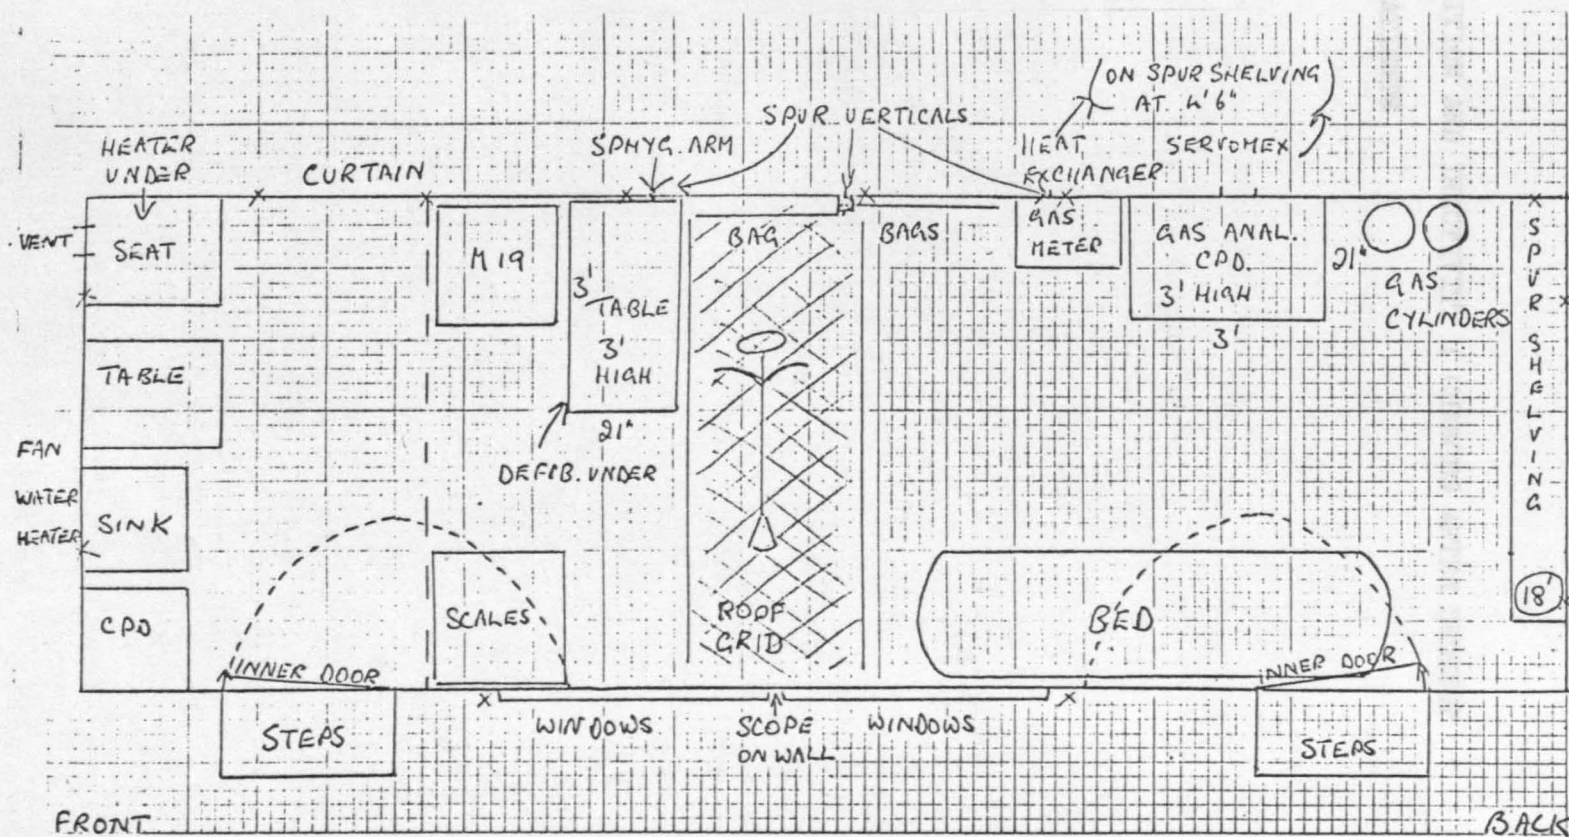 (ON SPUR SHELVING)
AT 4'6"
SPUR VERTICALS
HEATER
UNDER
CURTAIN
SPHYG. ARM
HEAT
EXCHANGER
SERVOMEX
VENT
SEAT
M19
3'
TABLE
3'
HIGH
21"
DEFIB. UNDER
BAG
BAGS
GAS
METER
GAS ANAL.
CPD.
3' HIGH
3'
21"
GAS
CYLINDERS
SPUR SHELVING
18'
TABLE
FAN
WATER
HEATER
SINK
CPD
SCALES
ROOF
GRID
BED
INNER DOOR
INNER DOOR
STEPS
WINDOWS
SCOPE
ON WALL
WINDOWS
STEPS
FRONT
BACK